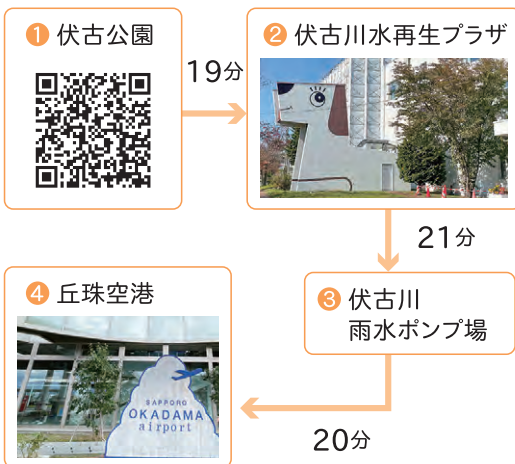 ❶ 伏古公園
19分
❷ 伏古川水再生プラザ
21分
❸ 伏古川
雨水ポンプ場
20分
❹ 丘珠空港
SAPPORO
OKADAMA
airport